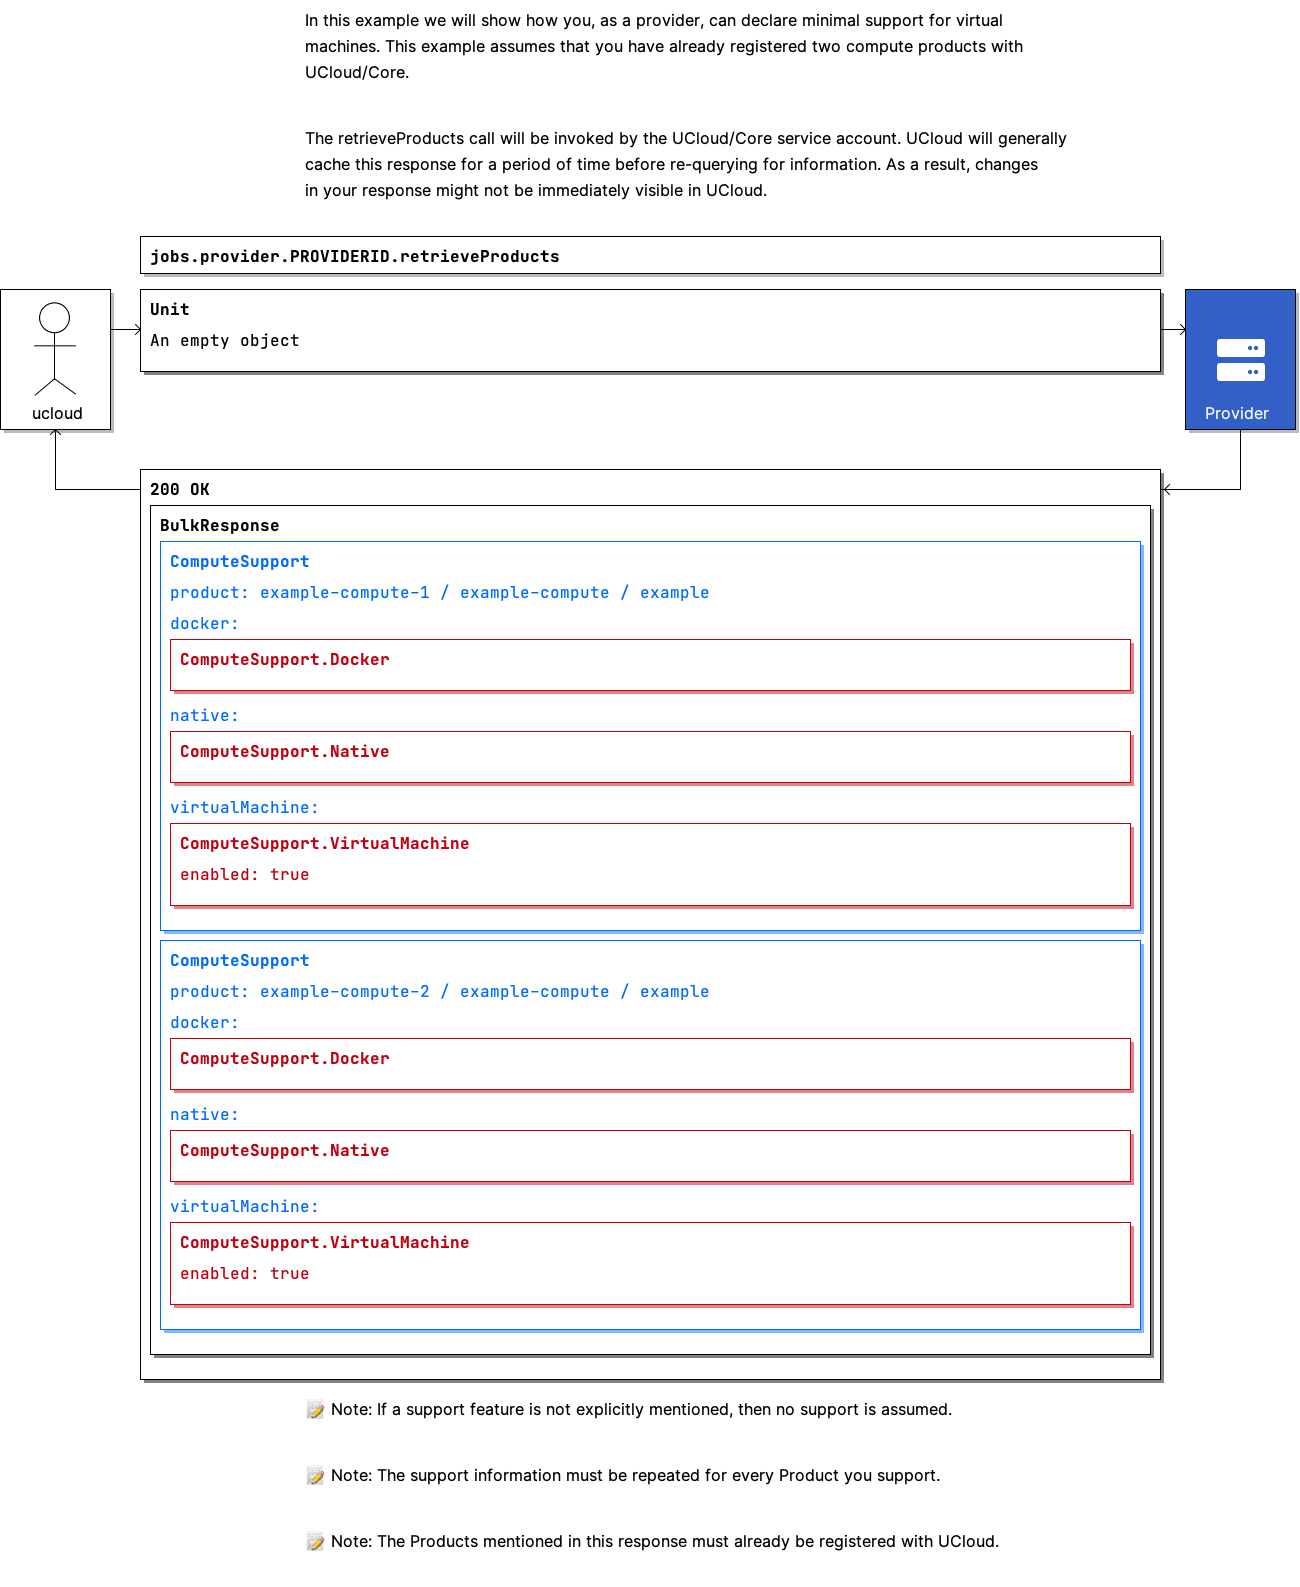 In this example we will show how you, as a provider, can declare minimal support for virtual
machines. This example assumes that you have already registered two compute products with
UCloud/Core.
The retrieveProducts call will be invoked by the UCloud/Core service account. UCloud will generally
cache this response for a period of time before re-querying for information. As a result, changes
in your response might not be immediately visible in UCloud.
jobs.provider.PROVIDERID.retrieveProducts
Unit
An empty object
ucloud
Provider
200 OK
BulkResponse
ComputeSupport
product: example-compute-1 / example-compute / example
docker:
ComputeSupport.Docker
native:
ComputeSupport.Native
virtualMachine:
ComputeSupport.VirtualMachine
enabled: true
ComputeSupport
product: example-compute-2 / example-compute / example
docker:
ComputeSupport.Docker
native:
ComputeSupport.Native
virtualMachine:
ComputeSupport.VirtualMachine
enabled: true
📝 Note: If a support feature is not explicitly mentioned, then no support is assumed.
📝 Note: The support information must be repeated for every Product you support.
📝 Note: The Products mentioned in this response must already be registered with UCloud.